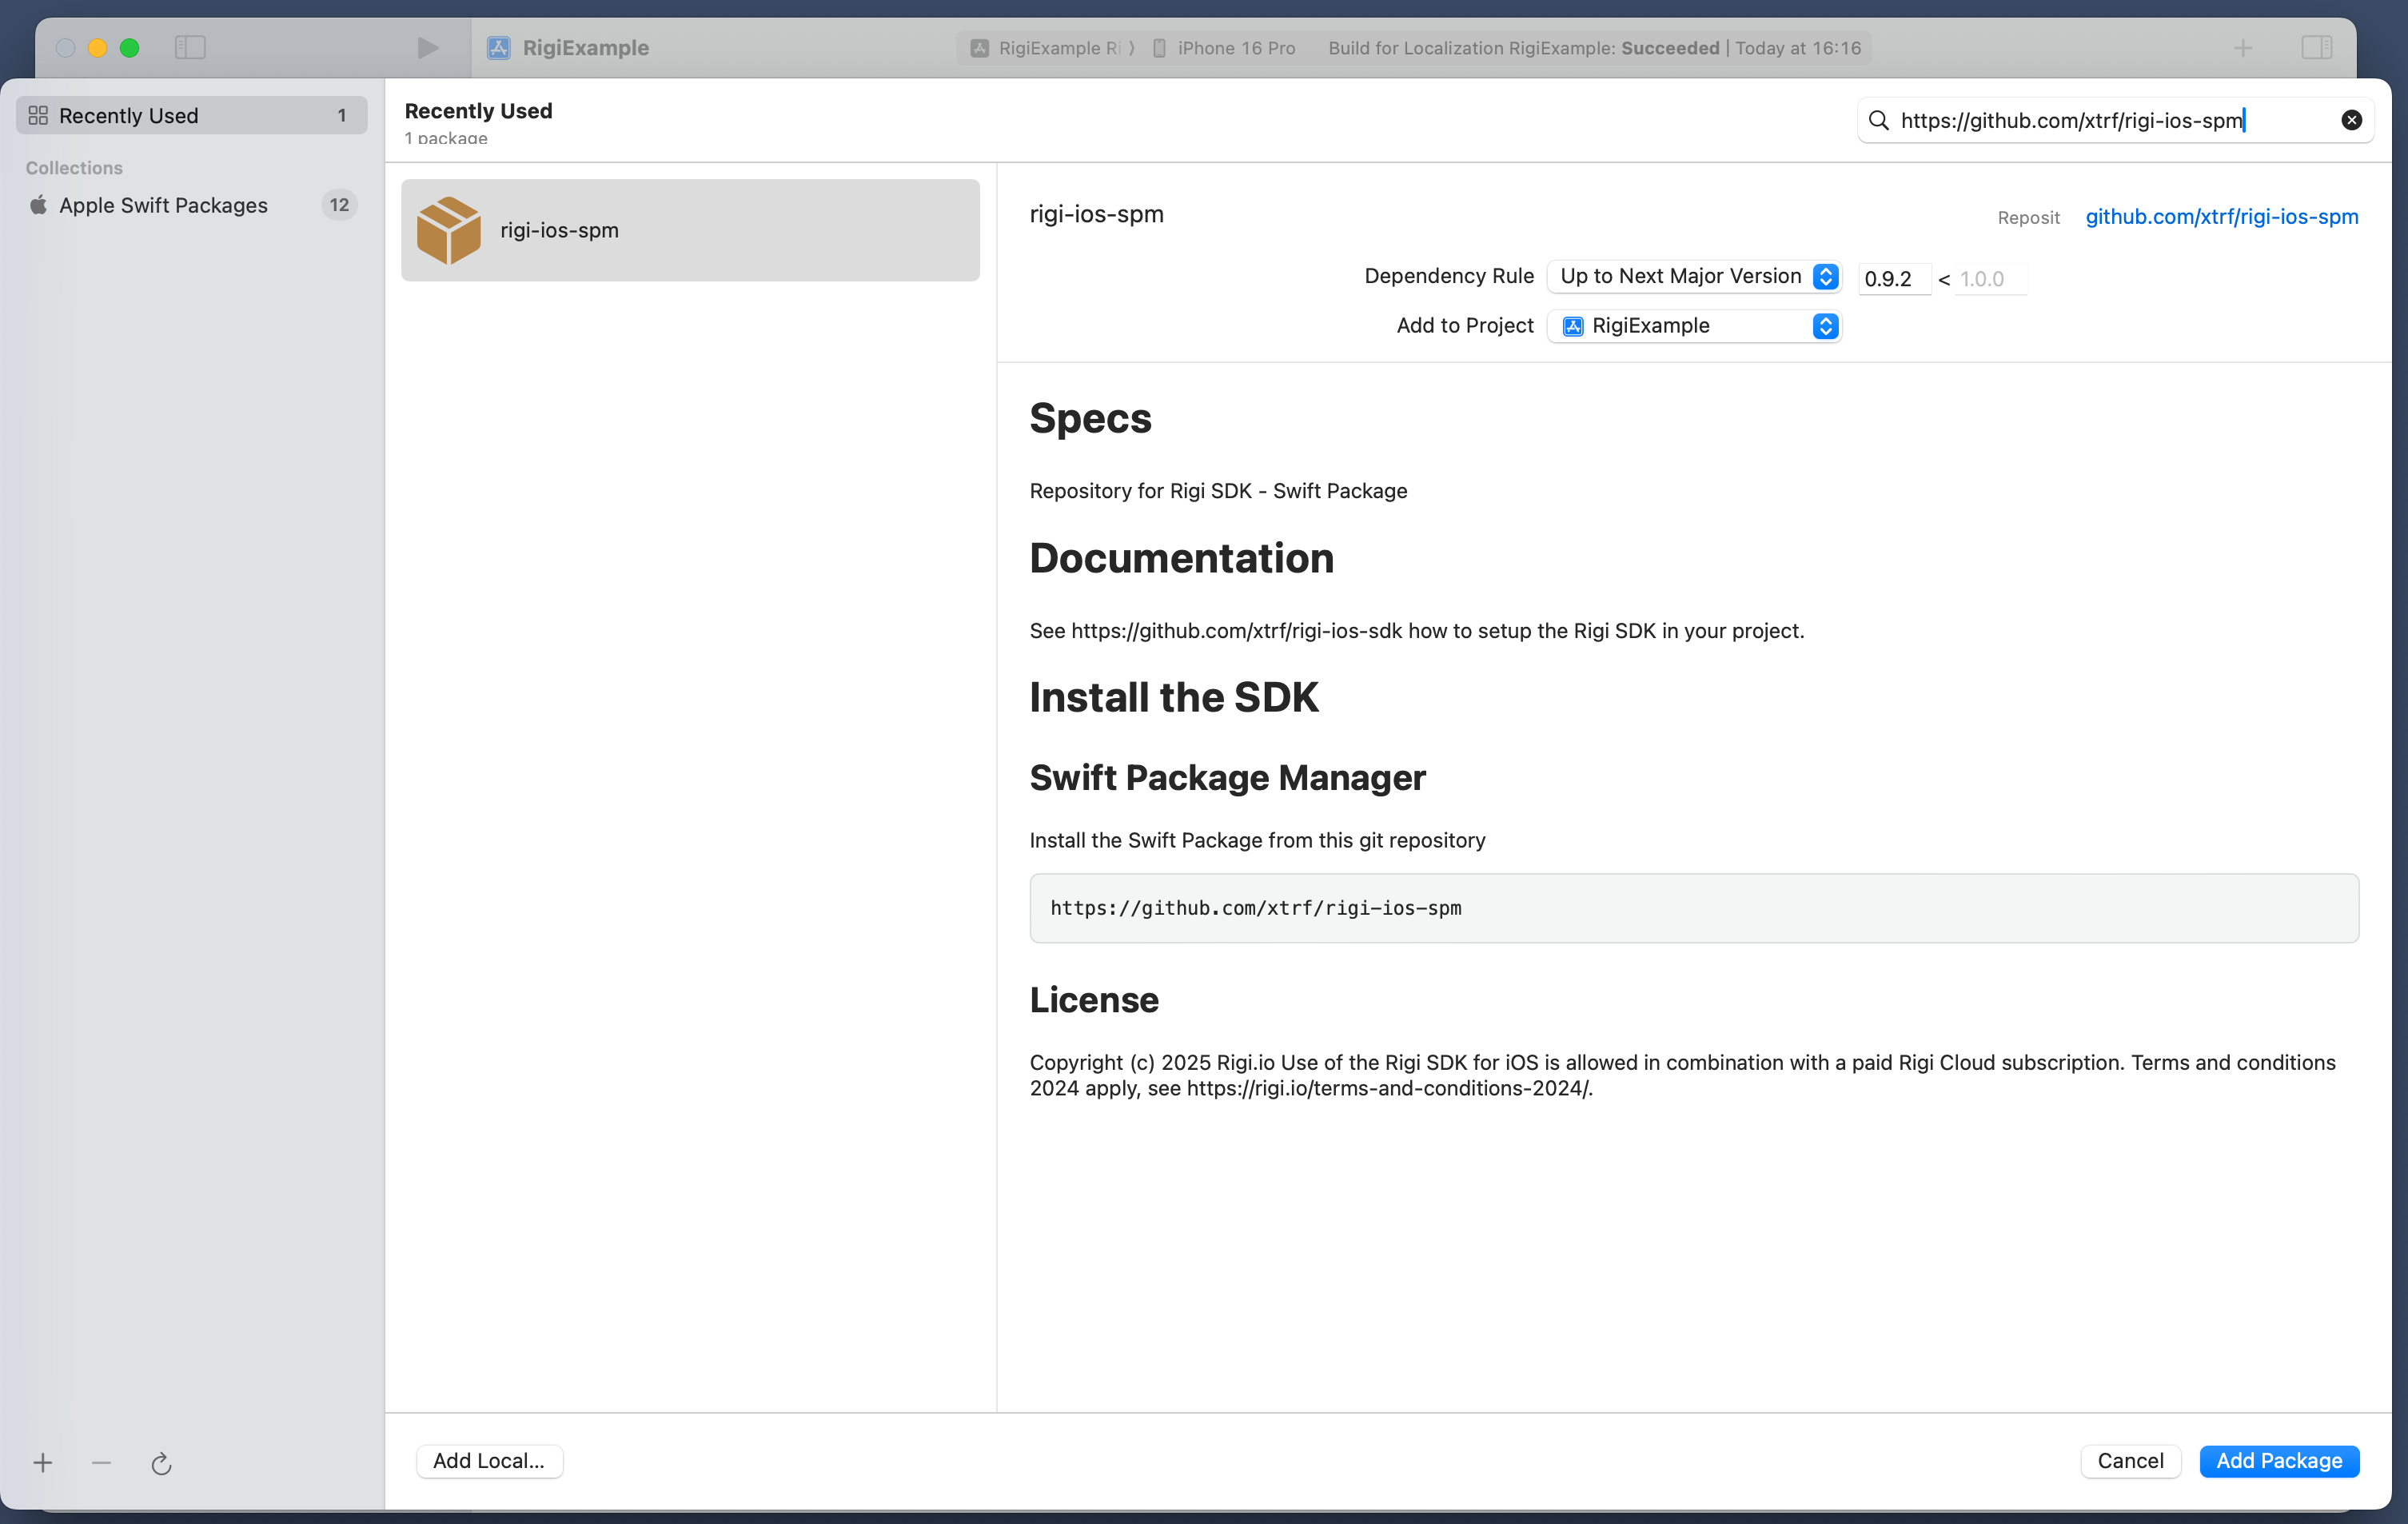 RigiExample
RigiExample Ri
iPhone 16 Pro
Build for Localization RigiExample: Succeeded | Today at 16:16
Recently Used 1
Collections
Apple Swift Packages 12
Recently Used
1 package
https://github.com/xtrf/rigi-ios-spm
rigi-ios-spm
rigi-ios-spm
Reposit github.com/xtrf/rigi-ios-spm
Dependency Rule Up to Next Major Version 0.9.2 < 1.0.0
Add to Project RigiExample
Specs
Repository for Rigi SDK - Swift Package
Documentation
See https://github.com/xtrf/rigi-ios-sdk how to setup the Rigi SDK in your project.
Install the SDK
Swift Package Manager
Install the Swift Package from this git repository
https://github.com/xtrf/rigi-ios-spm
License
Copyright (c) 2025 Rigi.io Use of the Rigi SDK for iOS is allowed in combination with a paid Rigi Cloud subscription. Terms and conditions
2024 apply, see https://rigi.io/terms-and-conditions-2024/.
Add Local...
Cancel
Add Package